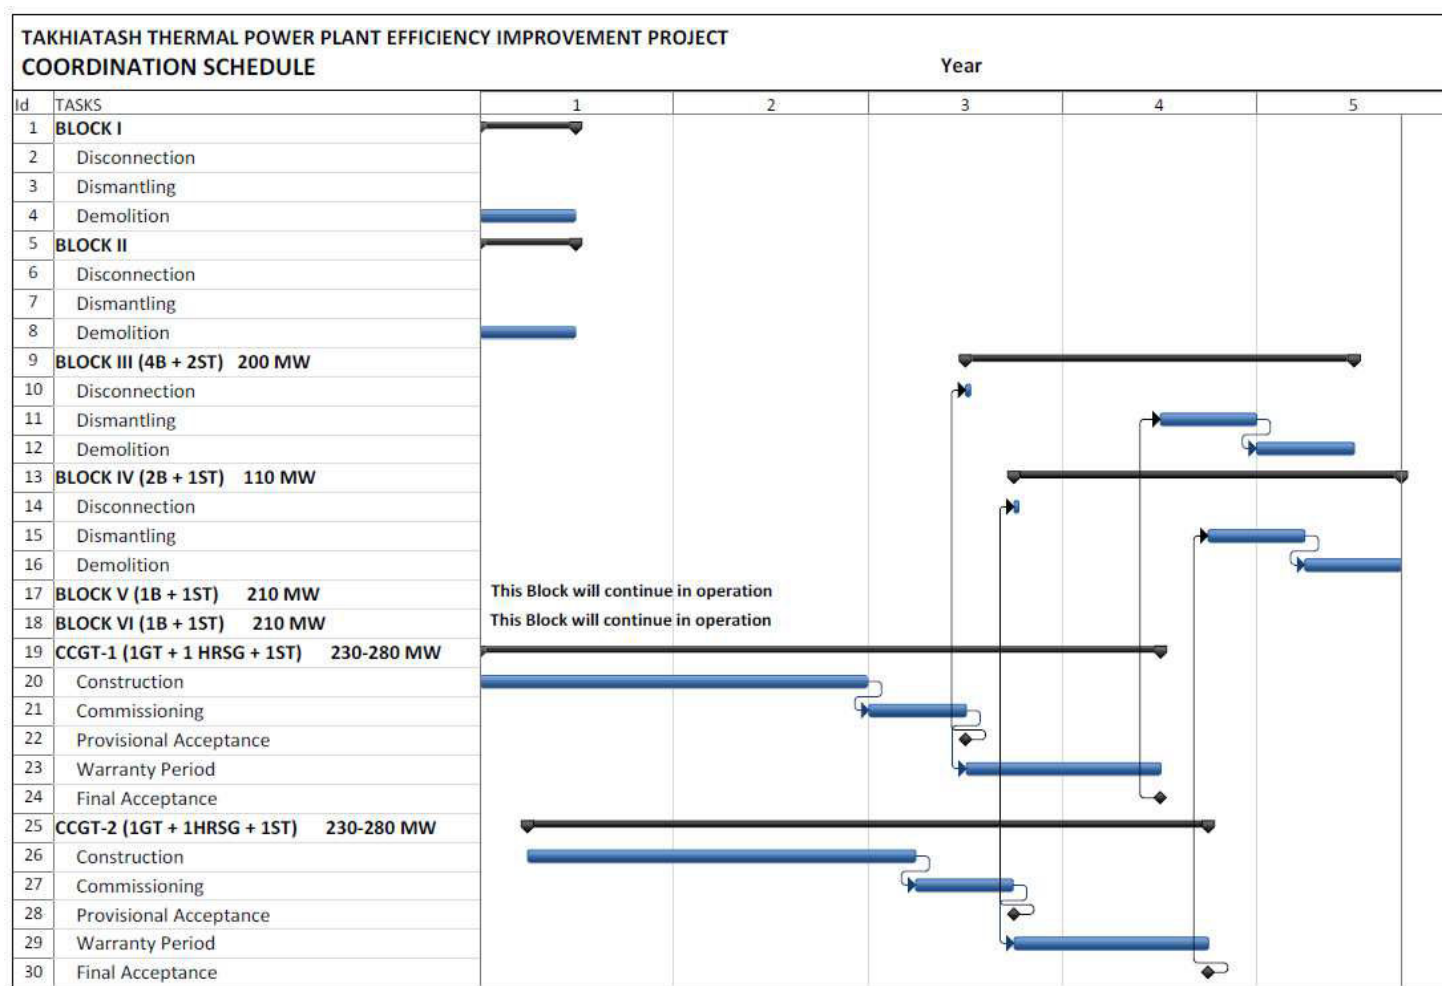 TAKHIATASH THERMAL POWER PLANT EFFICIENCY IMPROVEMENT PROJECT
COORDINATION SCHEDULE Year
Id TASKS 1 2 3 4 5
1 BLOCK I
2 Disconnection
3 Dismantling
4 Demolition
5 BLOCK II
6 Disconnection
7 Dismantling
8 Demolition
9 BLOCK III (4B + 2ST) 200 MW
10 Disconnection
11 Dismantling
12 Demolition
13 BLOCK IV (2B + 1ST) 110 MW
14 Disconnection
15 Dismantling
16 Demolition
17 BLOCK V (1B + 1ST) 210 MW This Block will continue in operation
18 BLOCK VI (1B + 1ST) 210 MW This Block will continue in operation
19 CCGT-1 (1GT + 1 HRSG + 1ST) 230-280 MW
20 Construction
21 Commissioning
22 Provisional Acceptance
23 Warranty Period
24 Final Acceptance
25 CCGT-2 (1GT + 1HRSG + 1ST) 230-280 MW
26 Construction
27 Commissioning
28 Provisional Acceptance
29 Warranty Period
30 Final Acceptance